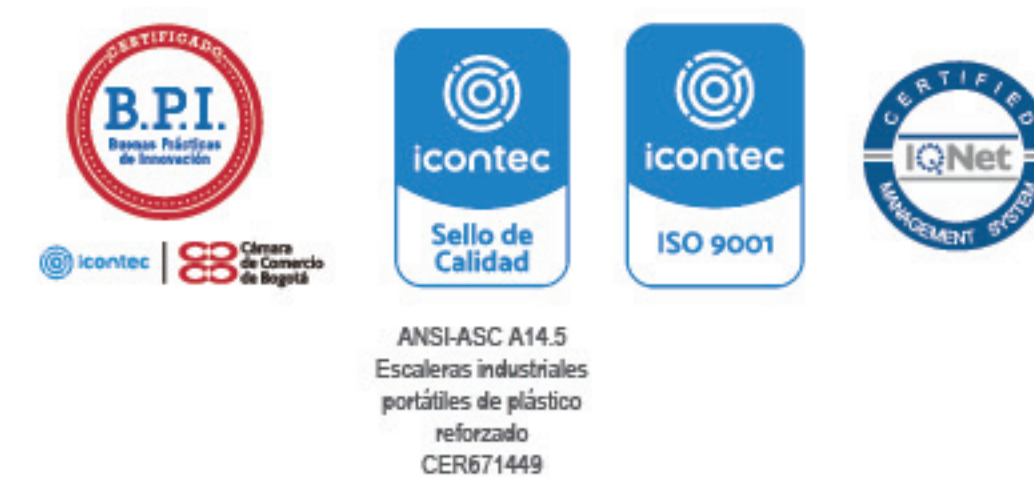 CERTIFICADO
B.P.I.
Buenas Prácticas
de Innovación
icontec
Cámara
de Comercio
de Bogotá
icontec
Sello de
Calidad
ANSI-ASC A14.5
Escaleras industriales
portátiles de plástico
reforzado
CER671449
icontec
ISO 9001
CERTIFIED
IQNet
MANAGEMENT SYSTEM